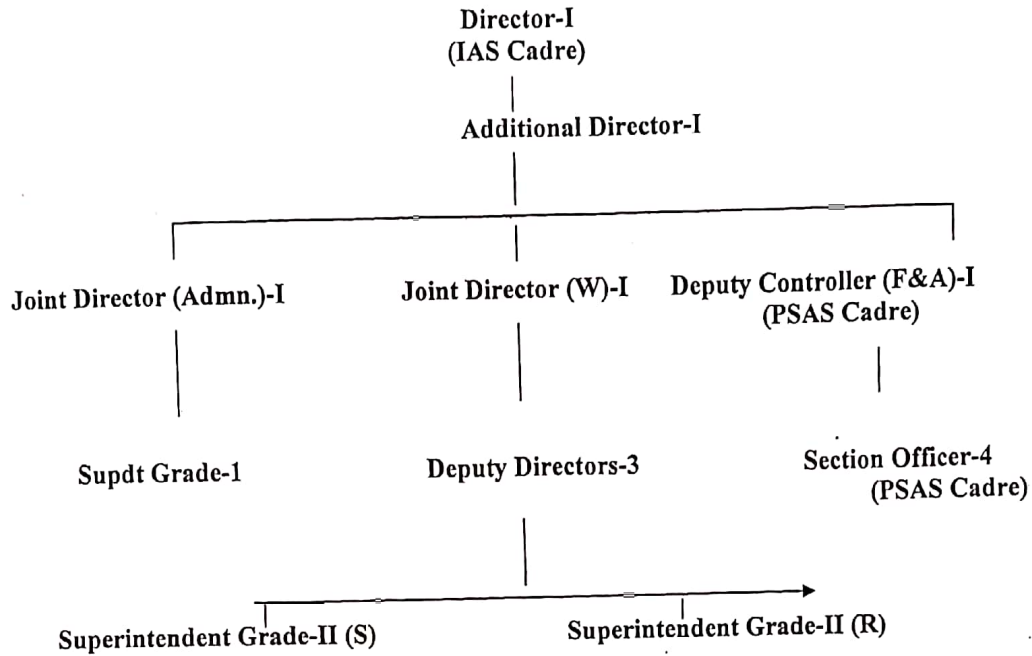 Director-I
(IAS Cadre)
Additional Director-I
Joint Director (Admn.)-I
Joint Director (W)-I
Deputy Controller (F&A)-I
(PSAS Cadre)
Supdt Grade-1
Deputy Directors-3
Section Officer-4
(PSAS Cadre)
Superintendent Grade-II (S)
Superintendent Grade-II (R)